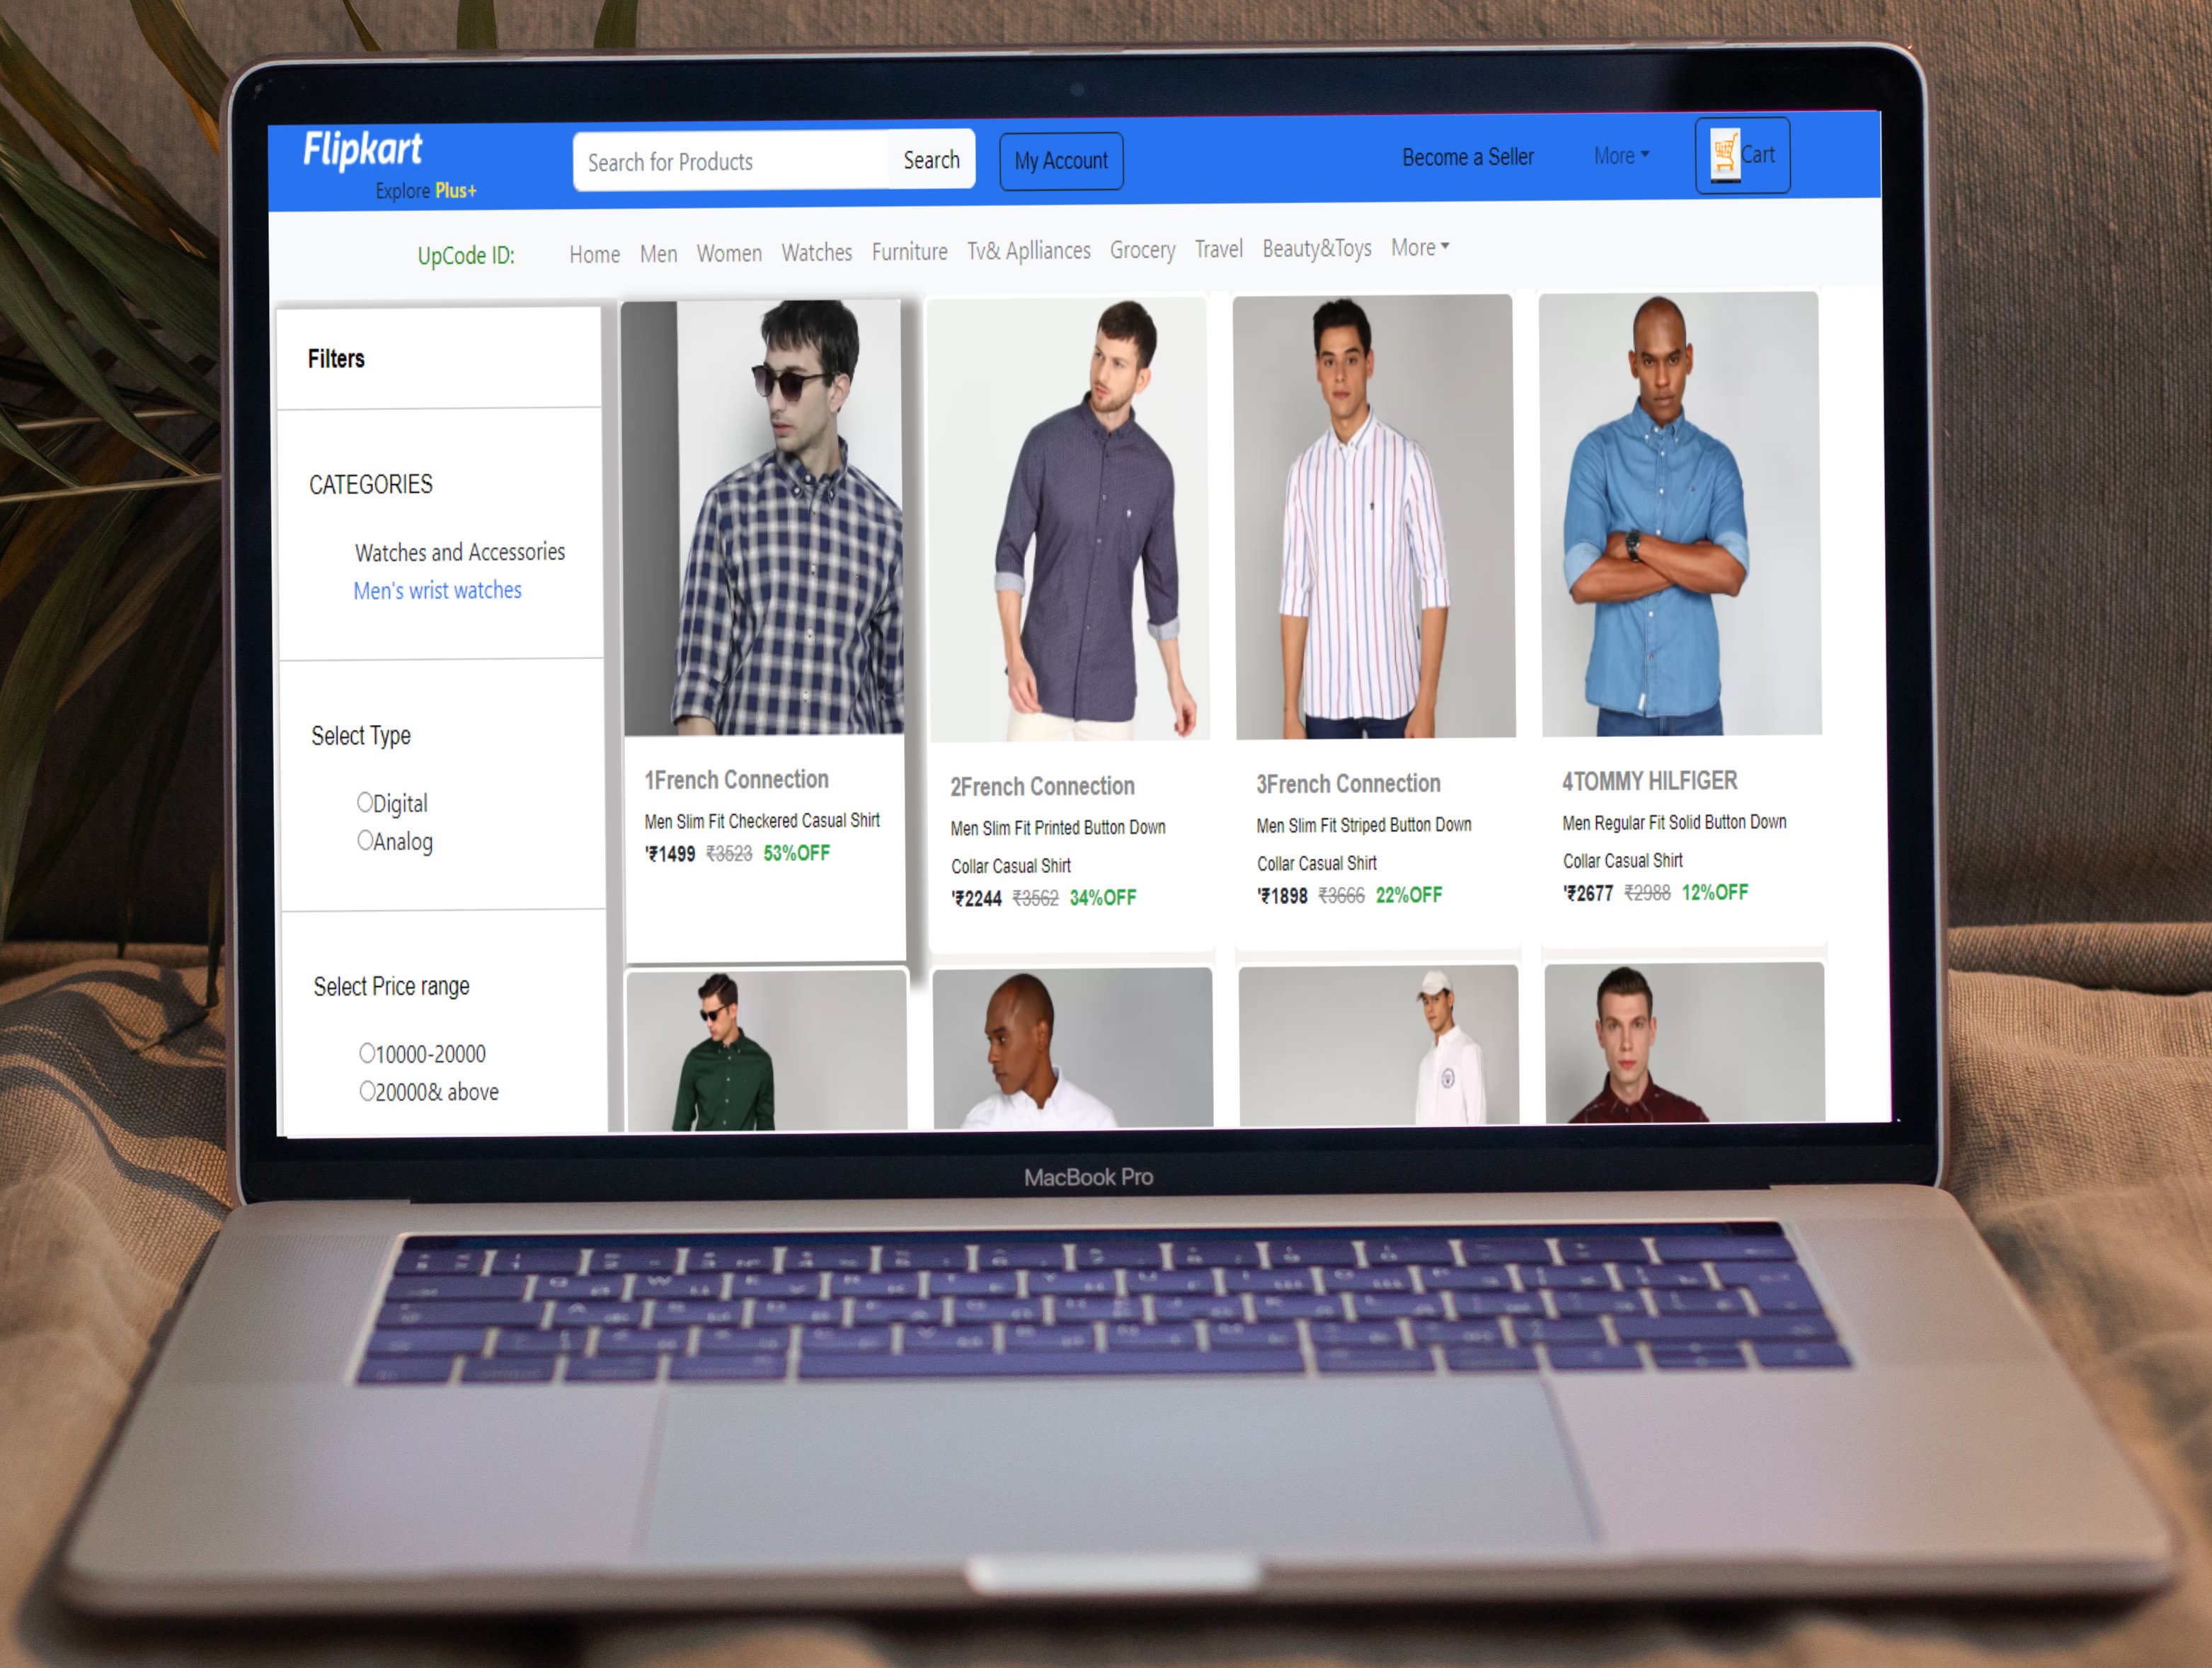 Flipkart
Explore Plus+
Search for Products
Search
My Account
Become a Seller
More
Cart
UpCode ID:
Home Men Women Watches Furniture Tv& Aplliances Grocery Travel Beauty&Toys More
Filters
CATEGORIES
Watches and Accessories
Men's wrist watches
Select Type
Digital
Analog
Select Price range
10000-20000
20000& above
1French Connection
Men Slim Fit Checkered Casual Shirt
'₹1499 ₹3523 53%OFF
2French Connection
Men Slim Fit Printed Button Down
Collar Casual Shirt
'₹2244 ₹3562 34%OFF
3French Connection
Men Slim Fit Striped Button Down
Collar Casual Shirt
'₹1898 ₹3666 22%OFF
4TOMMY HILFIGER
Men Regular Fit Solid Button Down
Collar Casual Shirt
'₹2677 ₹2988 12%OFF
MacBook Pro